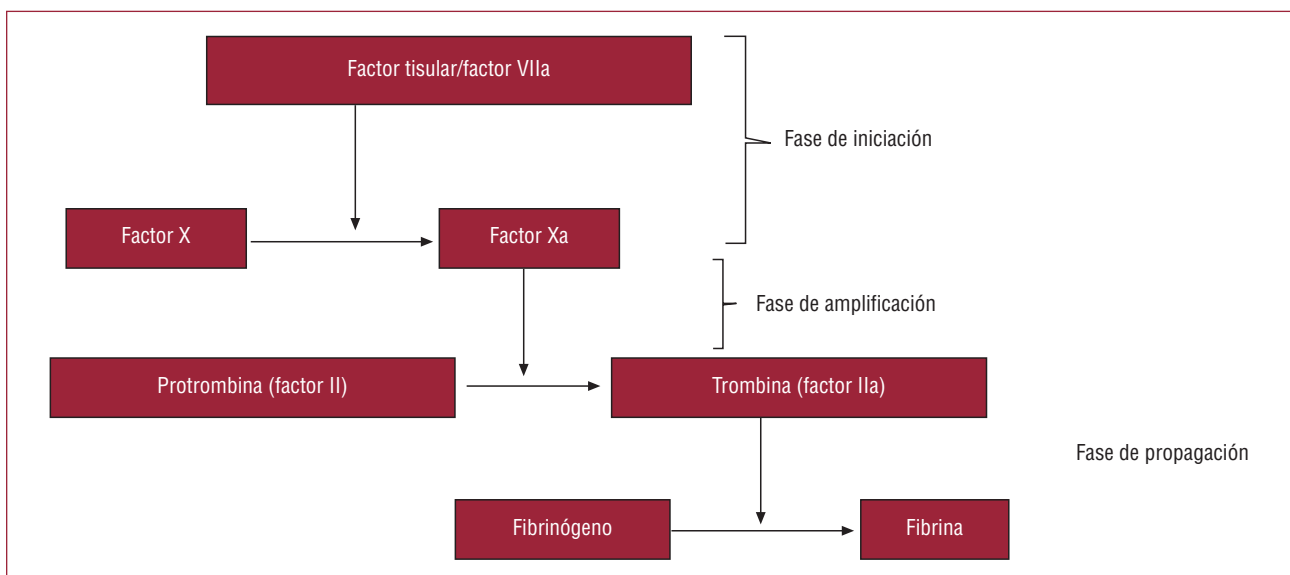 Factor tisular/factor VIIa
Fase de iniciación
Factor X
Factor Xa
Fase de amplificación
Protrombina (factor II)
Trombina (factor IIa)
Fase de propagación
Fibrinógeno
Fibrina